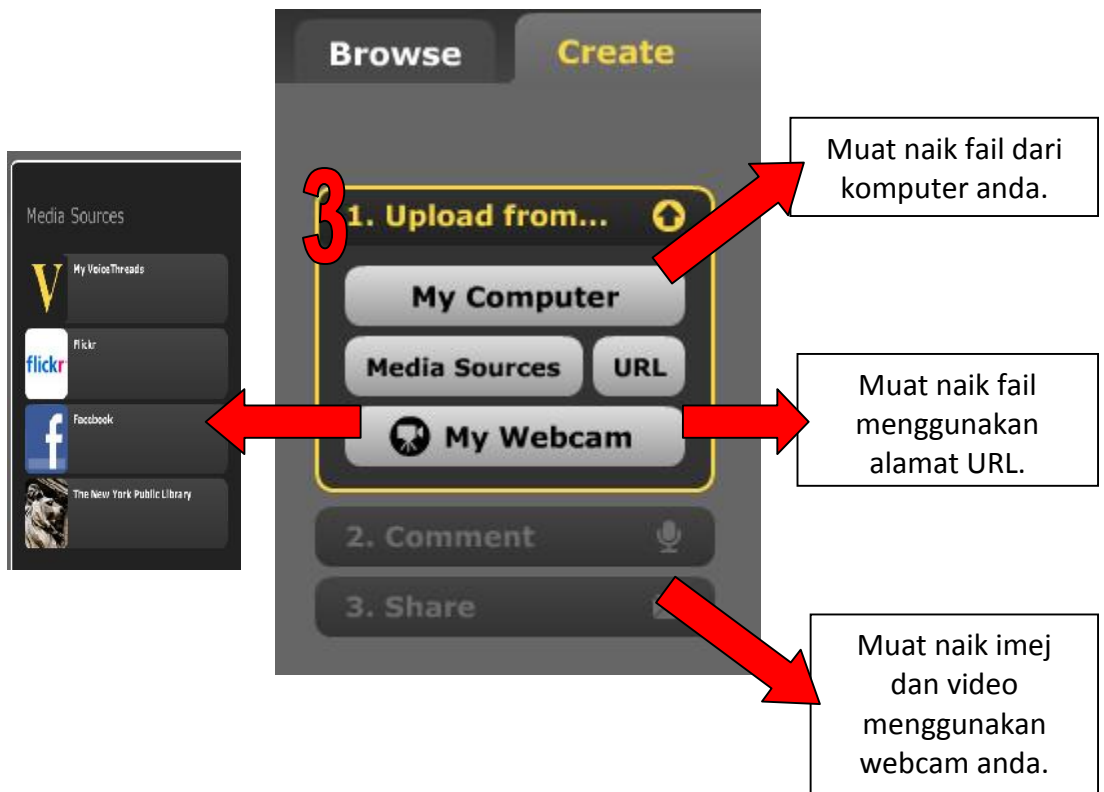 Browse
Create
3
1. Upload from...
My Computer
Media Sources
URL
My Webcam
2. Comment
3. Share
Media Sources
V
My VoiceThreads
flickr
Flickr
f
Facebook
The New York Public Library
Muat naik fail dari
komputer anda.
Muat naik fail
menggunakan
alamat URL.
Muat naik imej
dan video
menggunakan
webcam anda.